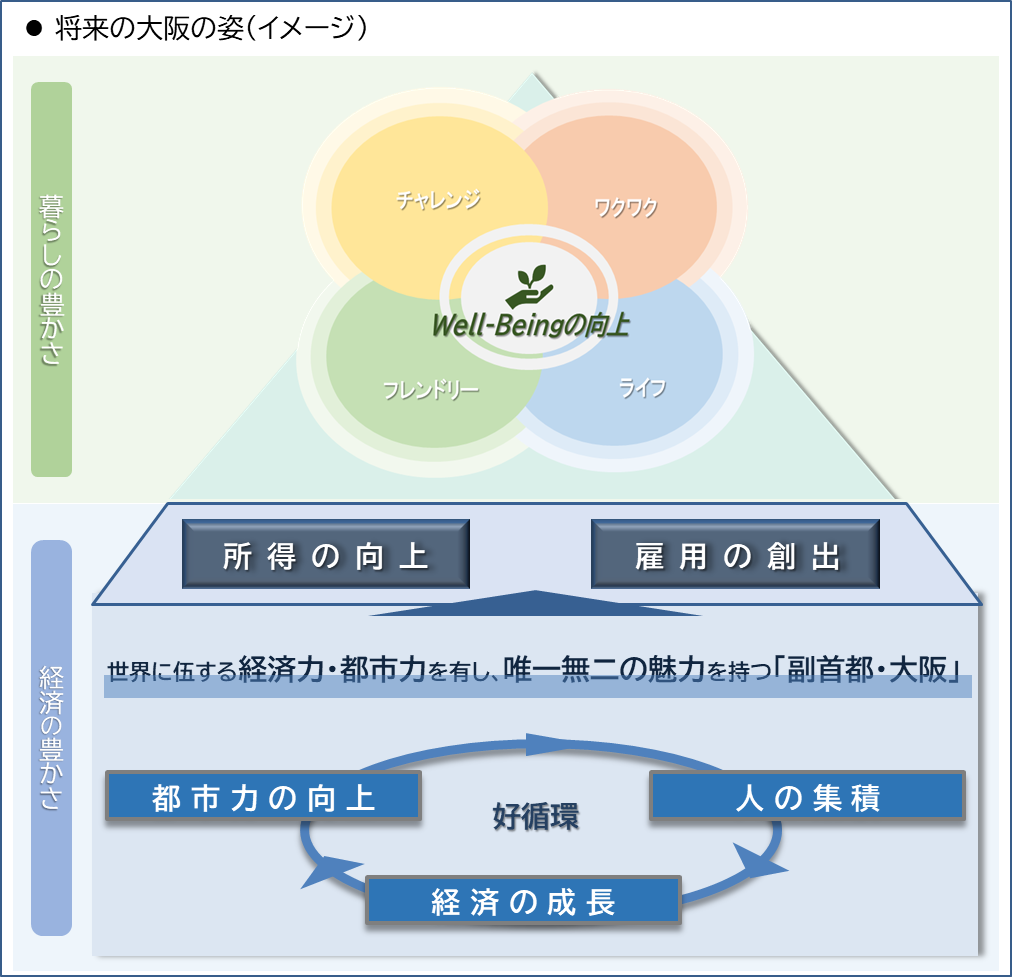 ● 将来の大阪の姿(イメージ)
暮らしの豊かさ
チャレンジ
ワクワク
Well-Beingの向上
フレンドリー
ライフ
経済の豊かさ
所得の向上
雇用の創出
世界に伍する経済力・都市力を有し、唯一無二の魅力を持つ「副首都・大阪」
都市力の向上
人の集積
好循環
経済の成長